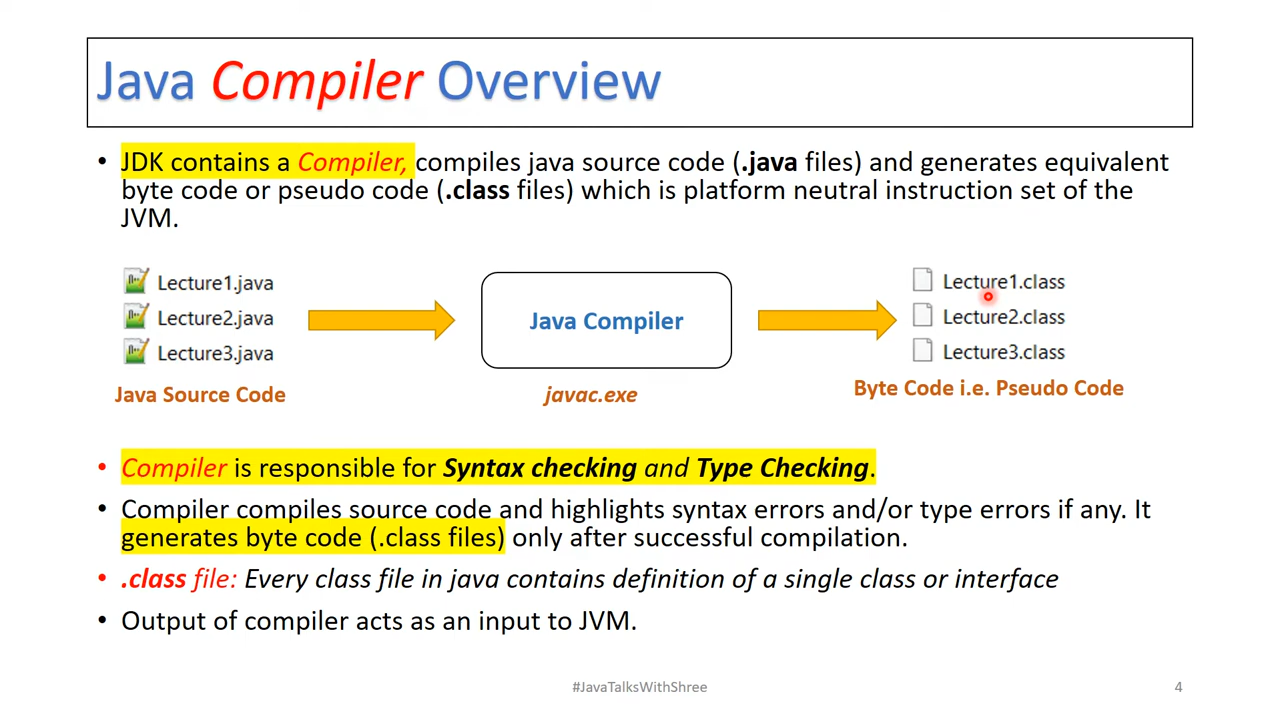 Java Compiler Overview
• JDK contains a Compiler, compiles java source code (.java files) and generates equivalent
byte code or pseudo code (.class files) which is platform neutral instruction set of the
JVM.
Lecture1.java
Lecture2.java
Lecture3.java
Java Source Code
Java Compiler
javac.exe
Lecture1.class
Lecture2.class
Lecture3.class
Byte Code i.e. Pseudo Code
• Compiler is responsible for Syntax checking and Type Checking.
• Compiler compiles source code and highlights syntax errors and/or type errors if any. It
generates byte code (.class files) only after successful compilation.
• .class file: Every class file in java contains definition of a single class or interface
• Output of compiler acts as an input to JVM.
#JavaTalksWithShree
4